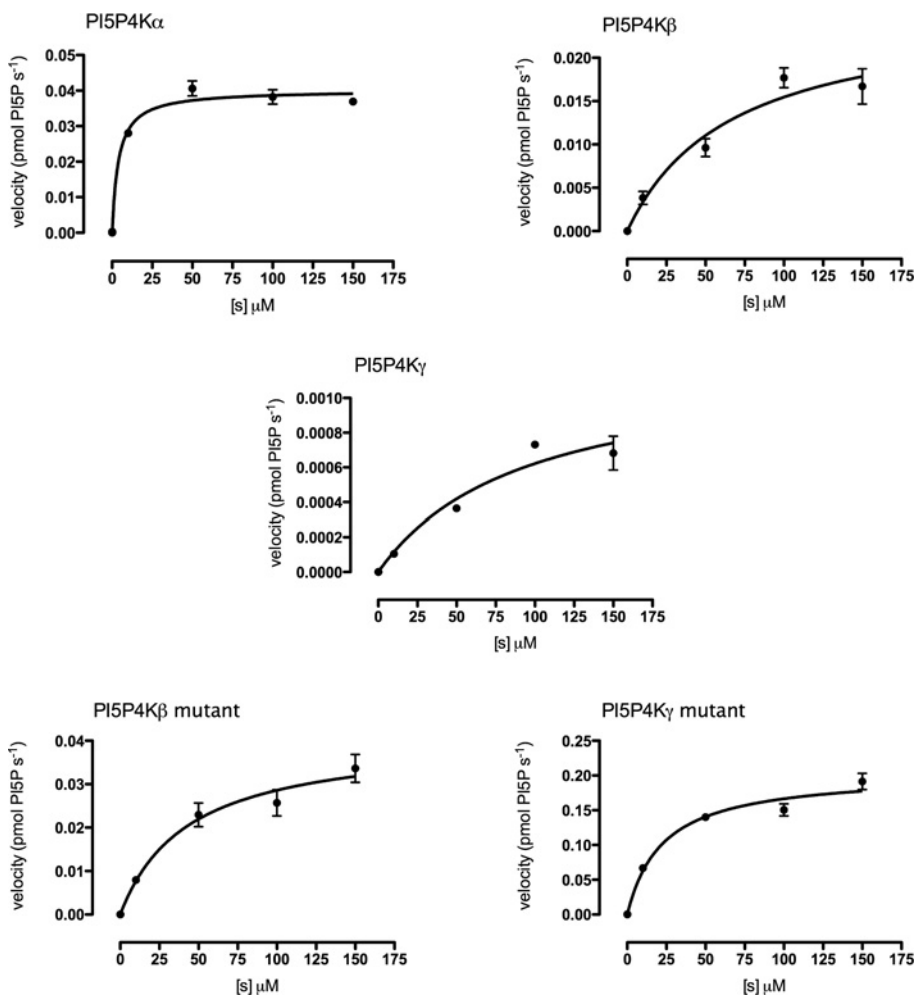 PI5P4Kα
velocity (pmol PI5P s⁻¹)
0.05
0.04
0.03
0.02
0.01
0.00
0 25 50 75 100 125 150 175
[s] μM
PI5P4Kβ
velocity (pmol PI5P s⁻¹)
0.020
0.015
0.010
0.005
0.000
0 25 50 75 100 125 150 175
[s] μM
PI5P4Kγ
velocity (pmol PI5P s⁻¹)
0.0010
0.0008
0.0006
0.0004
0.0002
0.0000
0 25 50 75 100 125 150 175
[s] μM
PI5P4Kβ mutant
velocity (pmol PI5P s⁻¹)
0.04
0.03
0.02
0.01
0.00
0 25 50 75 100 125 150 175
[s] μM
PI5P4Kγ mutant
velocity (pmol PI5P s⁻¹)
0.25
0.20
0.15
0.10
0.05
0.00
0 25 50 75 100 125 150 175
[s] μM